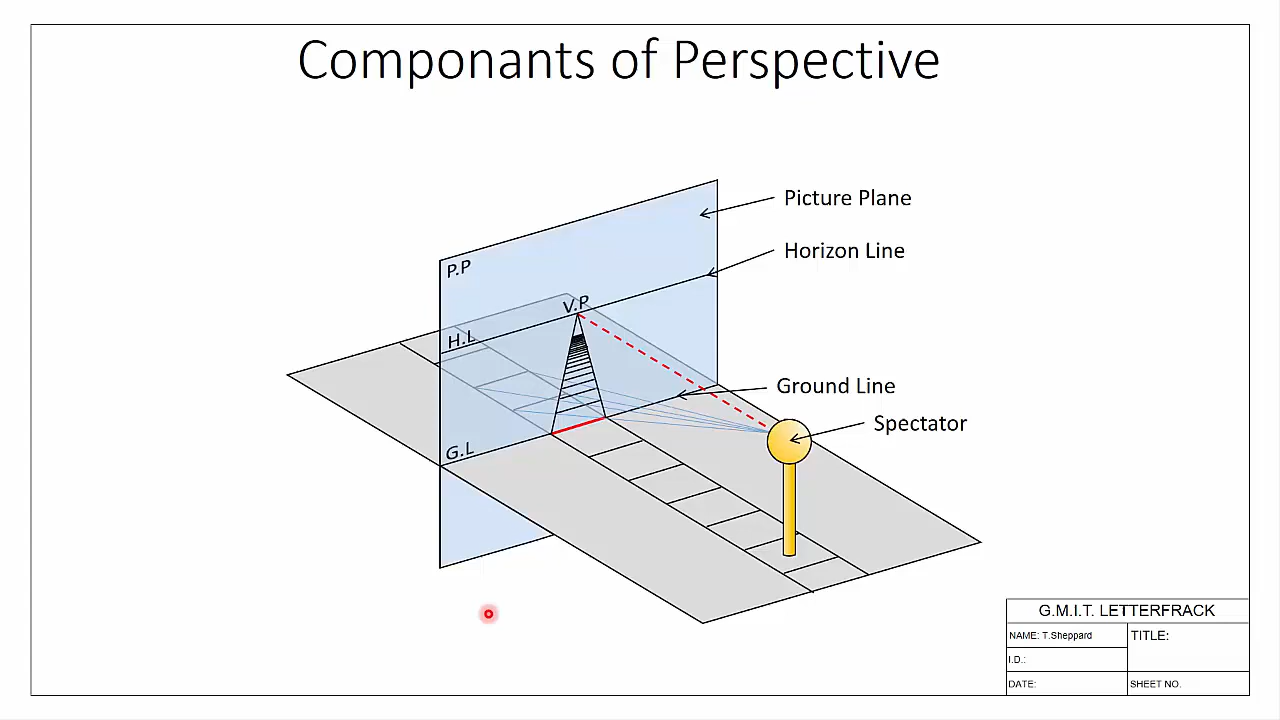 Componants of Perspective
Picture Plane
Horizon Line
P.P
V.P
H.L
Ground Line
Spectator
G.L
G.M.I.T. LETTERFRACK
NAME: T.Sheppard
TITLE:
I.D.:
DATE:
SHEET NO.